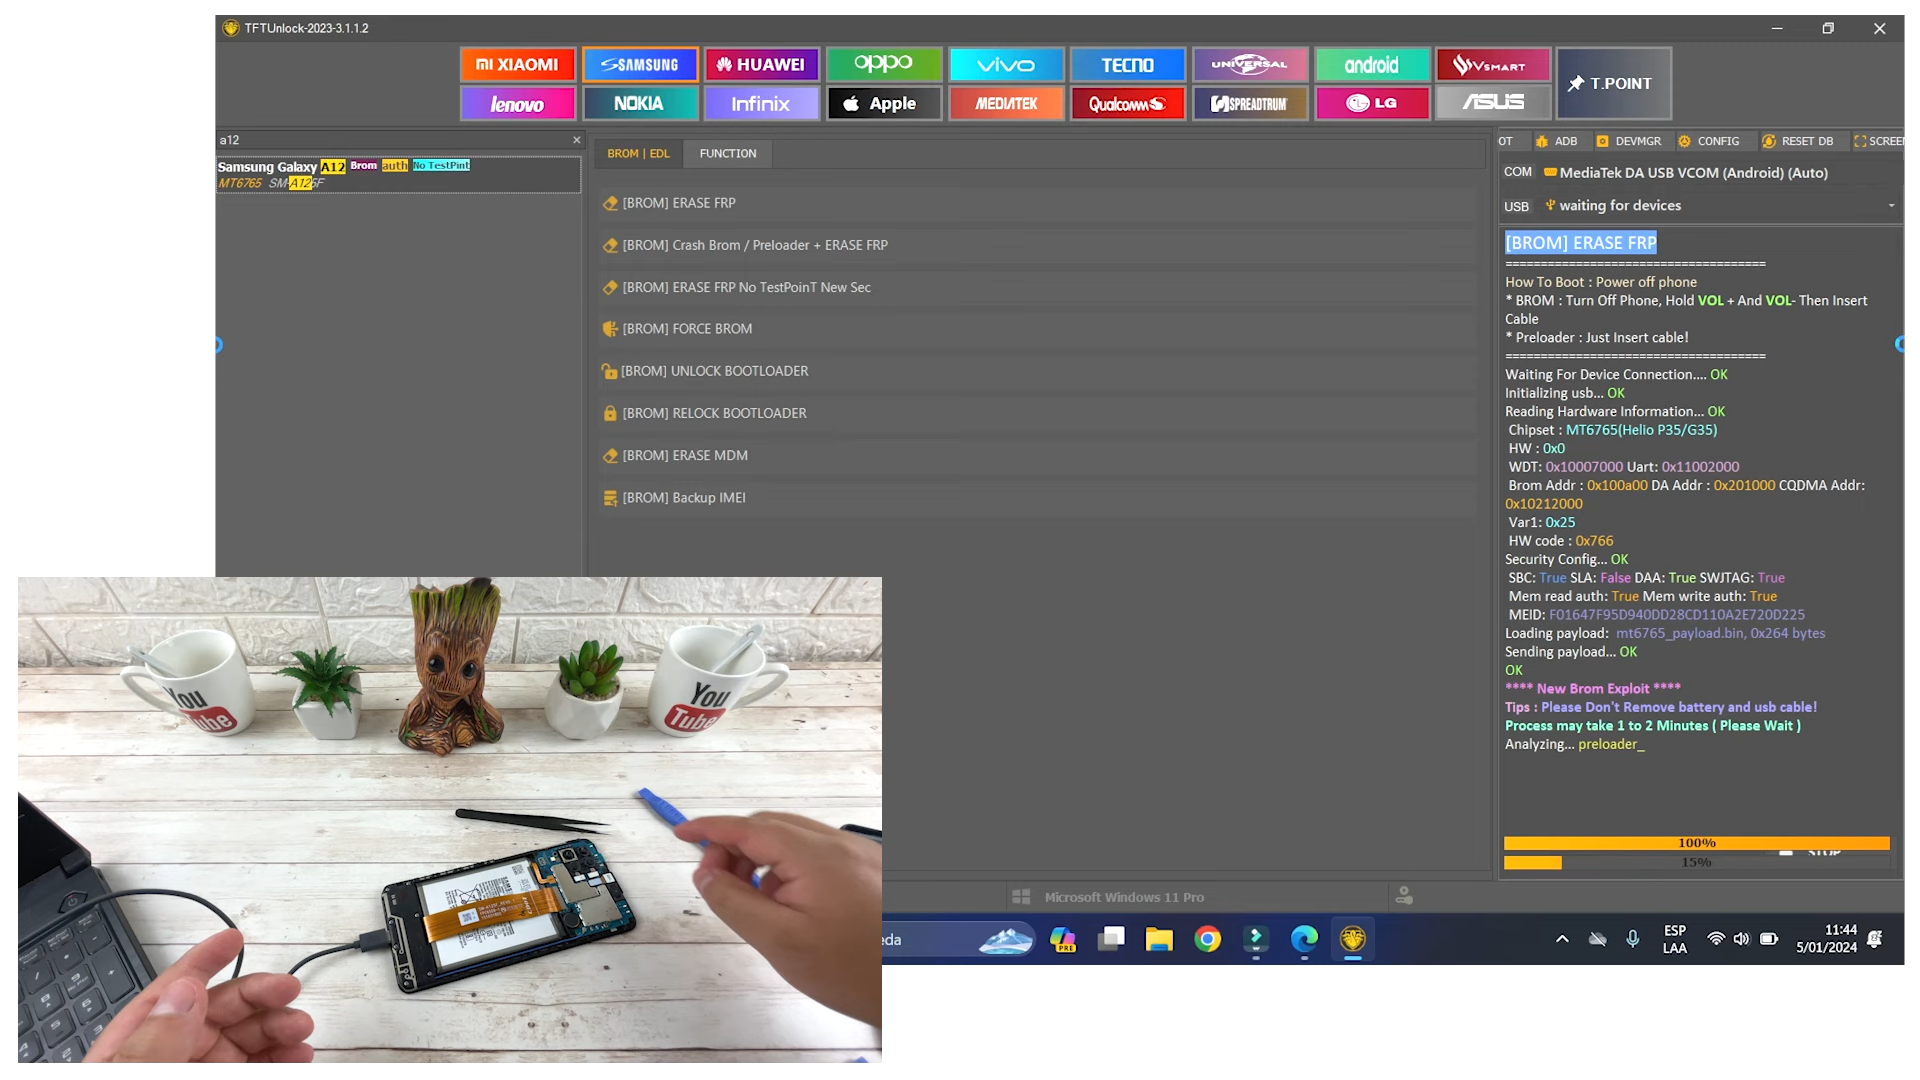 TFTUnlock-2023-3.1.1.2
XIAOMI
SAMSUNG
HUAWEI
oppo
vivo
TECNO
UNIVERSAL
android
VSMART
T.POINT
lenovo
NOKIA
Infinix
Apple
MEDIATEK
Qualcomm
SPREADTRUM
LG
ASUS
a12
Samsung Galaxy A12 Brom auth No TestPint
MT6765 SM-A125F
BROM | EDL
FUNCTION
[BROM] ERASE FRP
[BROM] Crash Brom / Preloader + ERASE FRP
[BROM] ERASE FRP No TestPoinT New Sec
[BROM] FORCE BROM
[BROM] UNLOCK BOOTLOADER
[BROM] RELOCK BOOTLOADER
[BROM] ERASE MDM
[BROM] Backup IMEI
OT ADB DEVMGR CONFIG RESET DB SCREEN
COM MediaTek DA USB VCOM (Android) (Auto)
USB waiting for devices
[BROM] ERASE FRP
=====================================
How To Boot : Power off phone
* BROM : Turn Off Phone, Hold VOL + And VOL- Then Insert
Cable
* Preloader : Just Insert cable!
=====================================
Waiting For Device Connection.... OK
Initializing usb... OK
Reading Hardware Information... OK
Chipset : MT6765(Helio P35/G35)
HW : 0x0
WDT: 0x10007000 Uart: 0x11002000
Brom Addr : 0x100a00 DA Addr : 0x201000 CQDMA Addr:
0x10212000
Var1: 0x25
HW code : 0x766
Security Config... OK
SBC: True SLA: False DAA: True SWJTAG: True
Mem read auth: True Mem write auth: True
MEID: F01647F95D940DD28CD110A2E720D225
Loading payload: mt6765_payload.bin, 0x264 bytes
Sending payload... OK
OK
**** New Brom Exploit ****
Tips : Please Don't Remove battery and usb cable!
Process may take 1 to 2 Minutes ( Please Wait )
Analyzing... preloader_
100%
15%
Microsoft Windows 11 Pro
eda
PRE
ESP
LAA
11:44
5/01/2024
You
Tube
You
Tube